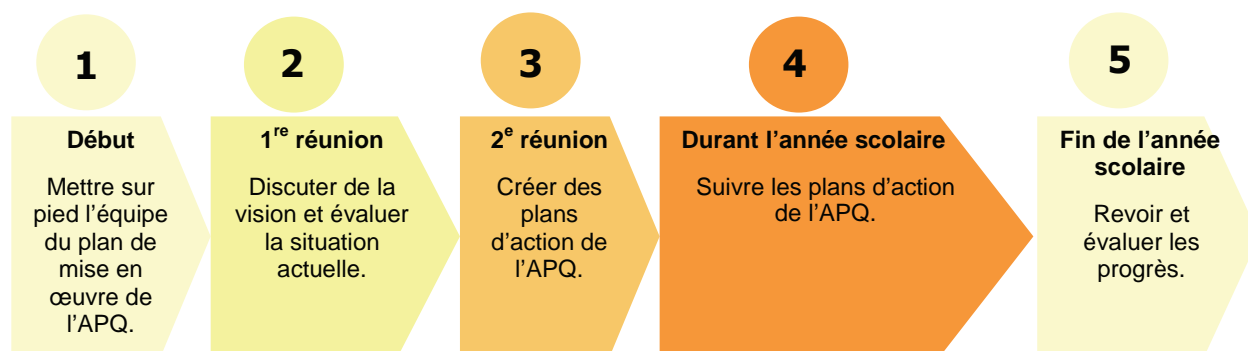 1
Début
Mettre sur
pied l’équipe
du plan de
mise en
œuvre de
l’APQ.
2
1re réunion
Discuter de la
vision et évaluer
la situation
actuelle.
3
2e réunion
Créer des
plans
d’action de
l’APQ.
4
Durant l’année scolaire
Suivre les plans d’action
de l’APQ.
5
Fin de l’année
scolaire
Revoir et
évaluer les
progrès.